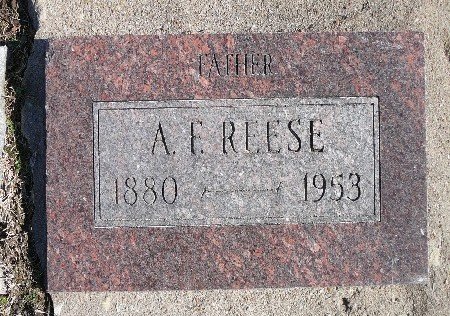 FATHER
A. F. REESE
1880 1953